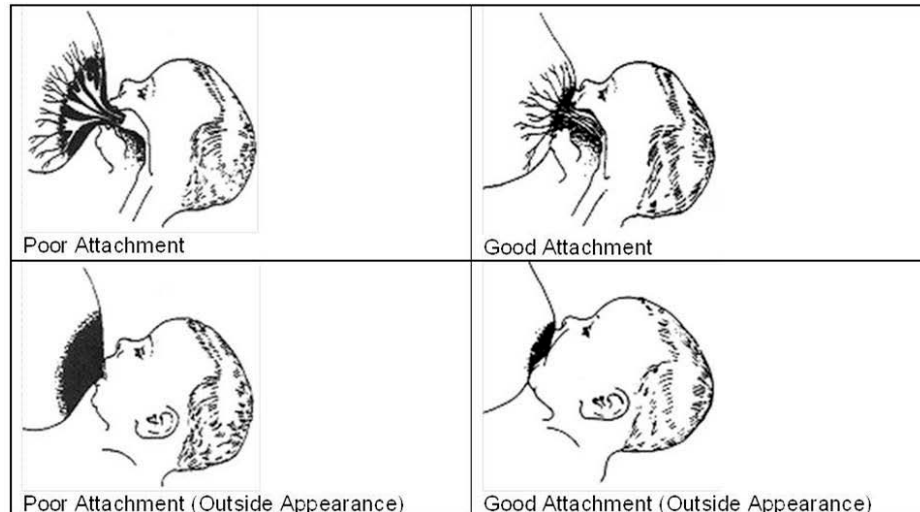 Poor Attachment
Good Attachment
Poor Attachment (Outside Appearance)
Good Attachment (Outside Appearance)